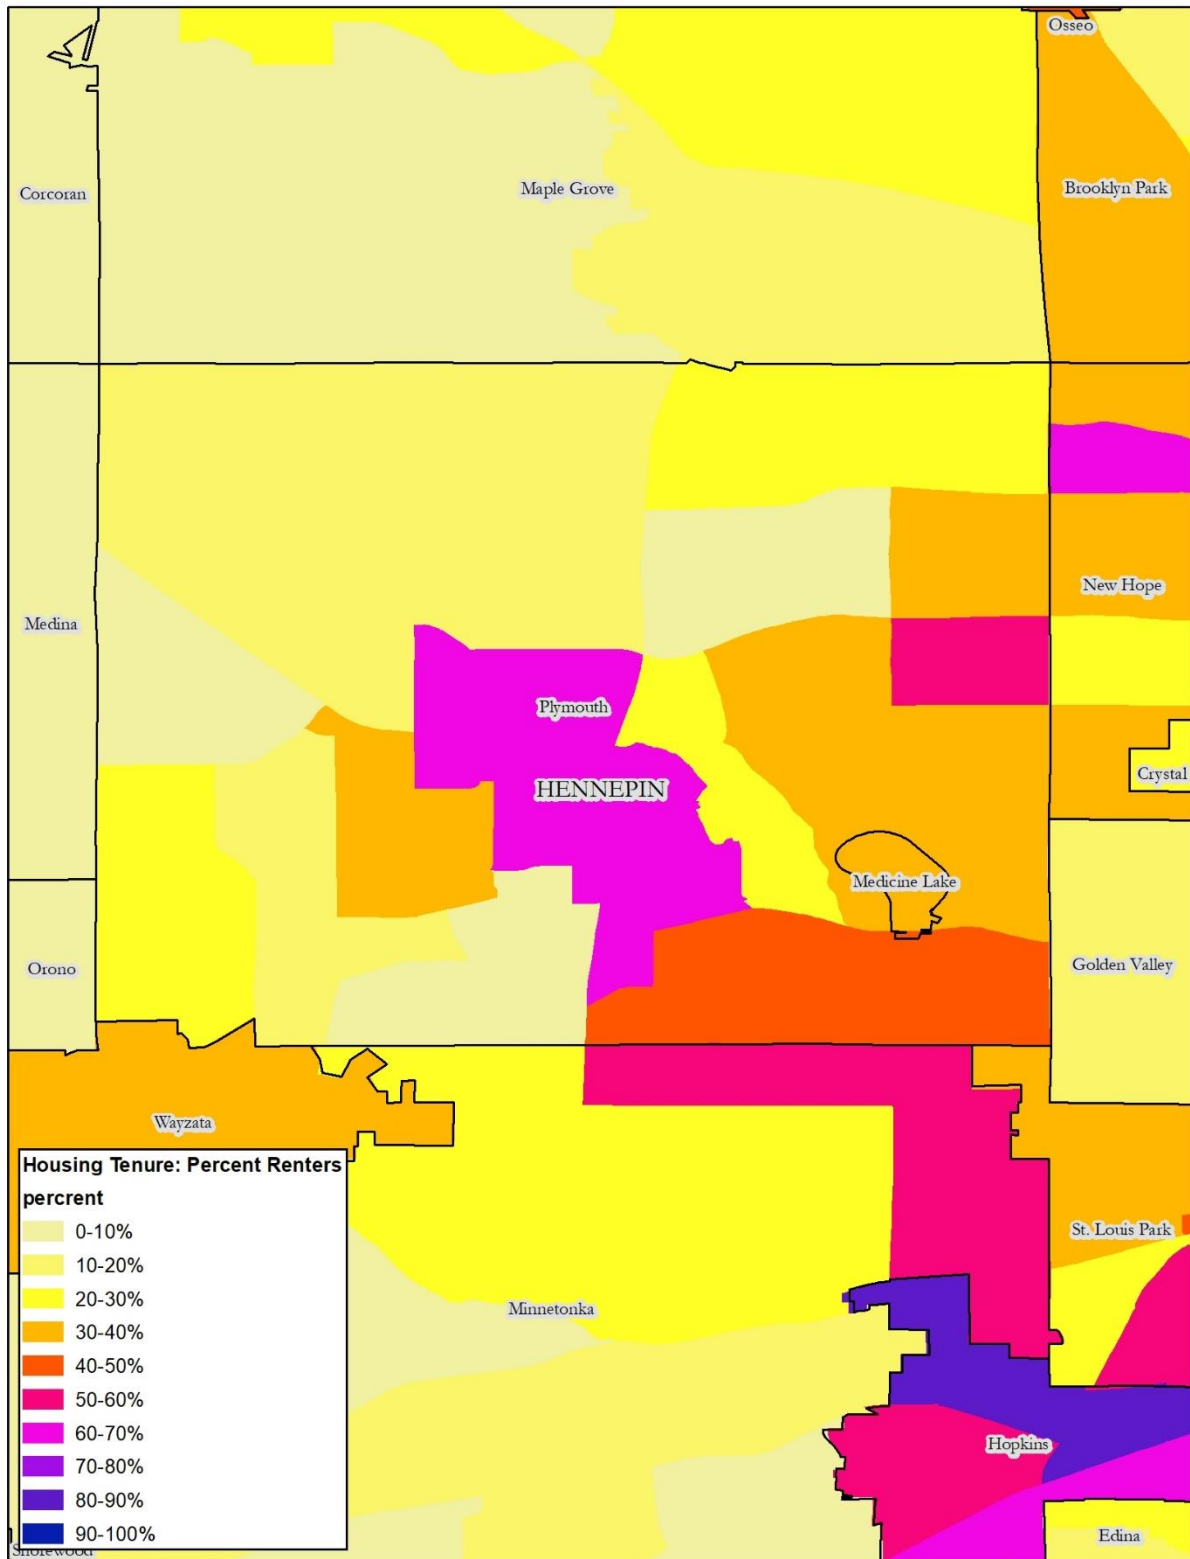 Osseo
Corcoran
Maple Grove
Brooklyn Park
New Hope
Medina
Plymouth
Crystal
HENNEPIN
Medicine Lake
Orono
Golden Valley
Wayzata
Housing Tenure: Percent Renters
percrent
0-10%
10-20%
20-30%
30-40%
40-50%
50-60%
60-70%
70-80%
80-90%
90-100%
St. Louis Park
Minnetonka
Hopkins
Edina
Shorewood